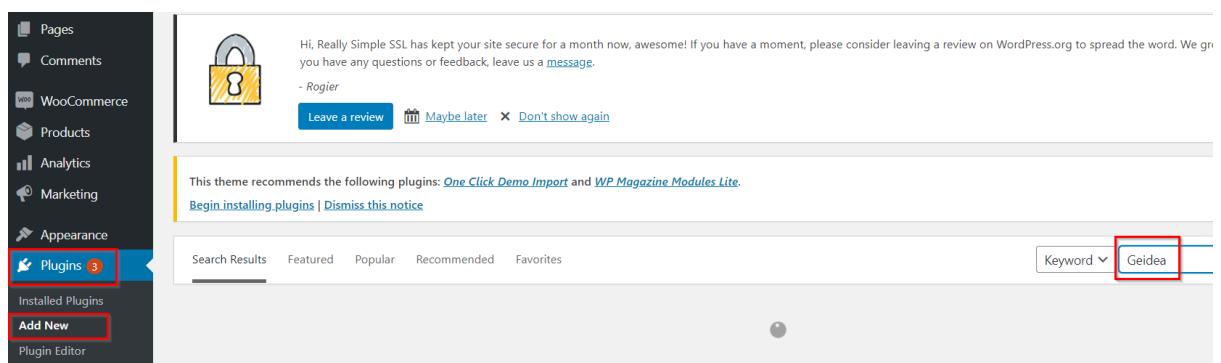 Pages
Comments
WooCommerce
Products
Analytics
Marketing
Appearance
Plugins 3
Installed Plugins
Add New
Plugin Editor
Hi, Really Simple SSL has kept your site secure for a month now, awesome! If you have a moment, please consider leaving a review on WordPress.org to spread the word. We gre
you have any questions or feedback, leave us a message.
- Rogier
Leave a review Maybe later Don't show again
This theme recommends the following plugins: One Click Demo Import and WP Magazine Modules Lite.
Begin installing plugins | Dismiss this notice
Search Results Featured Popular Recommended Favorites Keyword Geidea